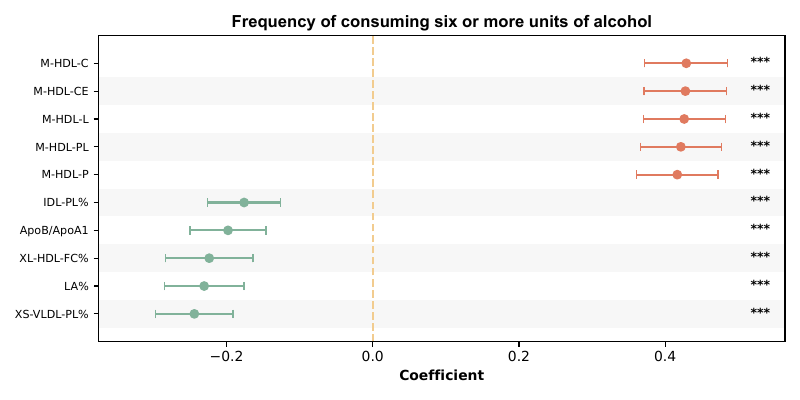 Frequency of consuming six or more units of alcohol
M-HDL-C ***
M-HDL-CE ***
M-HDL-L ***
M-HDL-PL ***
M-HDL-P ***
IDL-PL% ***
ApoB/ApoA1 ***
XL-HDL-FC% ***
LA% ***
XS-VLDL-PL% ***
−0.2 0.0 0.2 0.4
Coefficient